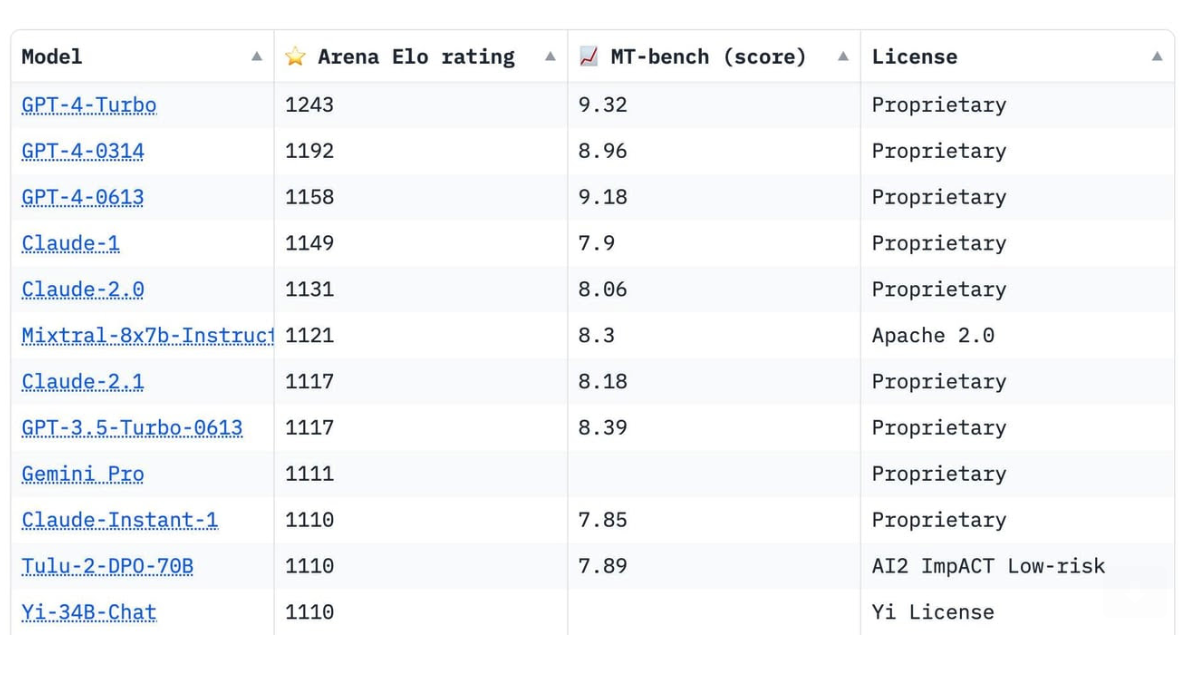 Model ▲ ⭐ Arena Elo rating ▲ 📈 MT-bench (score) ▲ License ▲
GPT-4-Turbo 1243 9.32 Proprietary
GPT-4-0314 1192 8.96 Proprietary
GPT-4-0613 1158 9.18 Proprietary
Claude-1 1149 7.9 Proprietary
Claude-2.0 1131 8.06 Proprietary
Mixtral-8x7b-Instruct 1121 8.3 Apache 2.0
Claude-2.1 1117 8.18 Proprietary
GPT-3.5-Turbo-0613 1117 8.39 Proprietary
Gemini Pro 1111 Proprietary
Claude-Instant-1 1110 7.85 Proprietary
Tulu-2-DPO-70B 1110 7.89 AI2 ImpACT Low-risk
Yi-34B-Chat 1110 Yi License